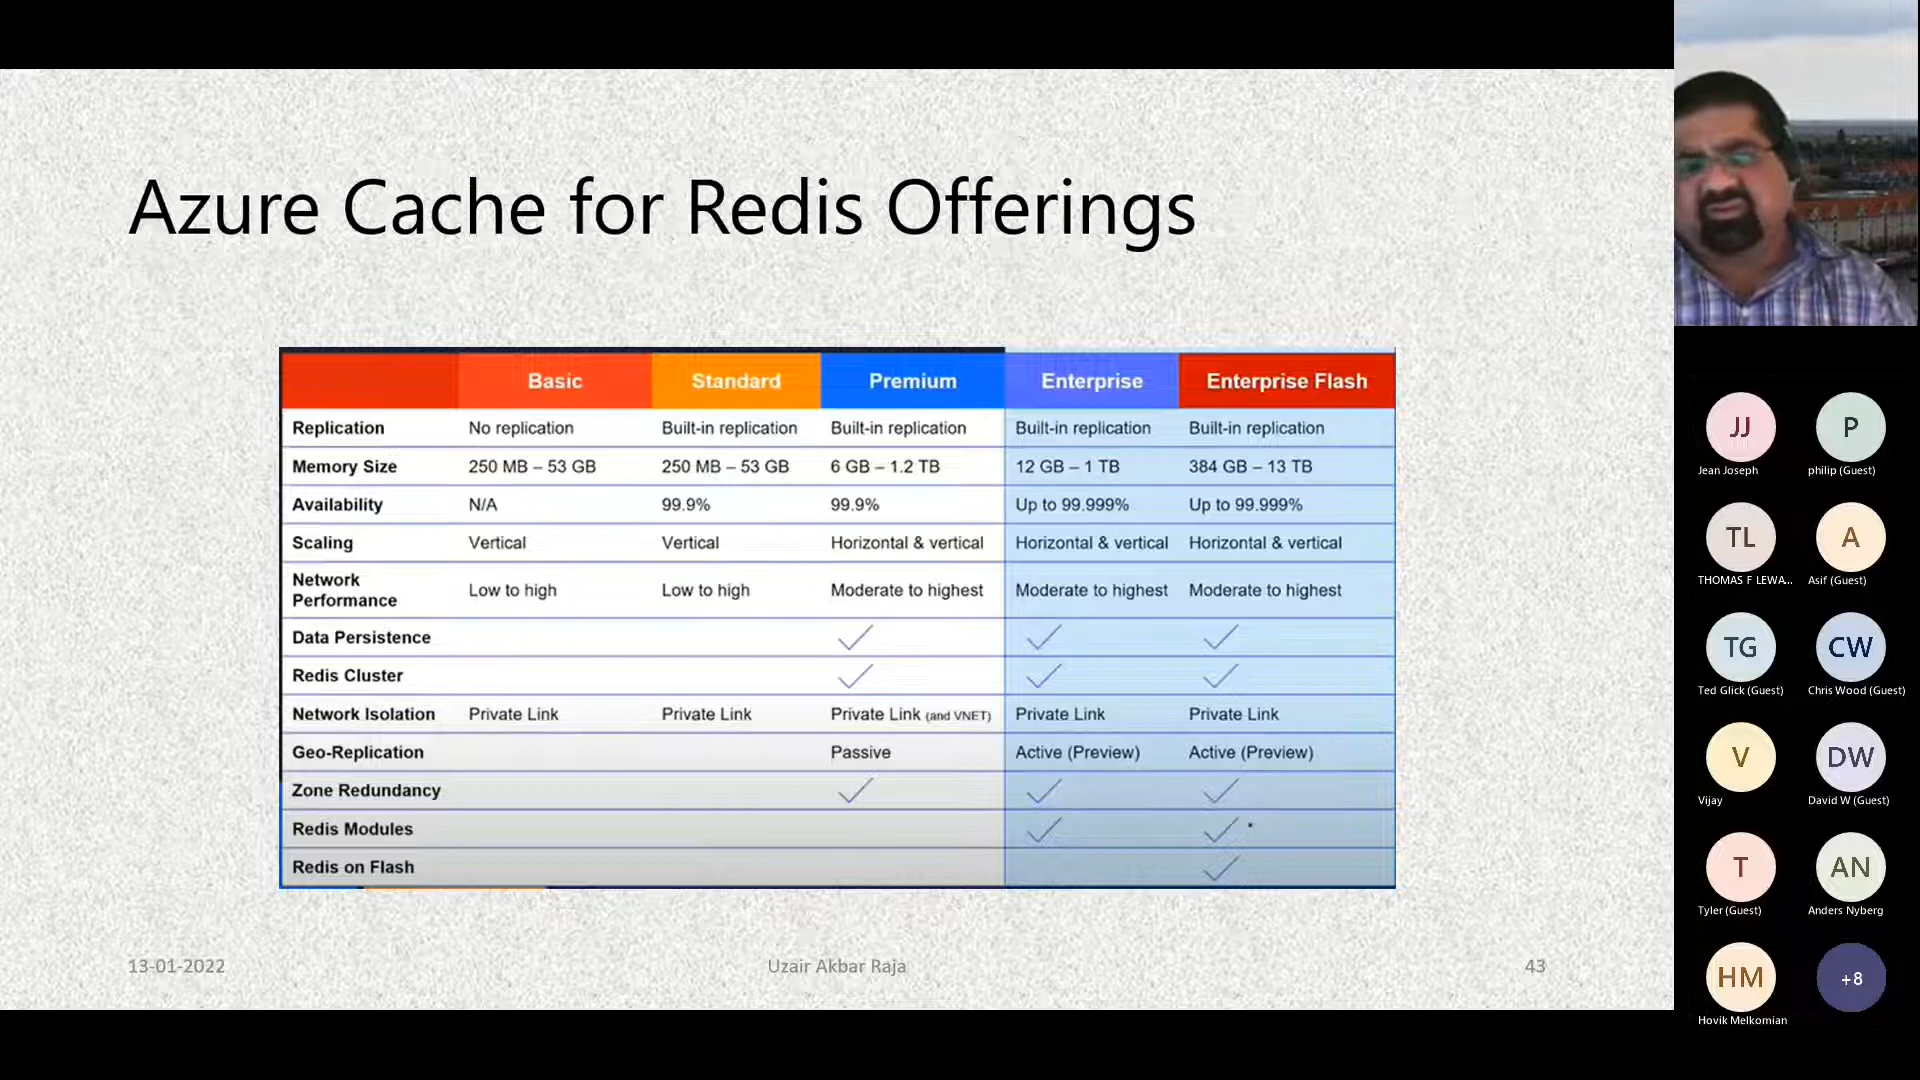 Azure Cache for Redis Offerings
Basic Standard Premium Enterprise Enterprise Flash
Replication No replication Built-in replication Built-in replication Built-in replication Built-in replication
Memory Size 250 MB – 53 GB 250 MB – 53 GB 6 GB – 1.2 TB 12 GB – 1 TB 384 GB – 13 TB
Availability N/A 99.9% 99.9% Up to 99.999% Up to 99.999%
Scaling Vertical Vertical Horizontal & vertical Horizontal & vertical Horizontal & vertical
Network
Performance Low to high Low to high Moderate to highest Moderate to highest Moderate to highest
Data Persistence
Redis Cluster
Network Isolation Private Link Private Link Private Link (and VNET) Private Link Private Link
Geo-Replication Passive Active (Preview) Active (Preview)
Zone Redundancy
Redis Modules
Redis on Flash
13-01-2022 Uzair Akbar Raja 43
JJ P
Jean Joseph philip (Guest)
TL A
THOMAS F LEWA... Asif (Guest)
TG CW
Ted Glick (Guest) Chris Wood (Guest)
V DW
Vijay David W (Guest)
T AN
Tyler (Guest) Anders Nyberg
HM +8
Hovik Melkomian